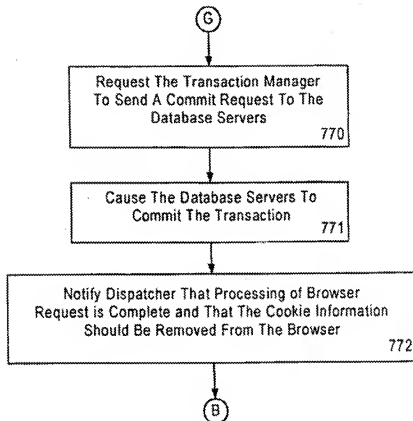 G
Request The Transaction Manager
To Send A Commit Request To The
Database Servers
770
Cause The Database Servers To
Commit The Transaction
771
Notify Dispatcher That Processing of Browser
Request is Complete and That The Cookie Information
Should Be Removed From The Browser
772
B